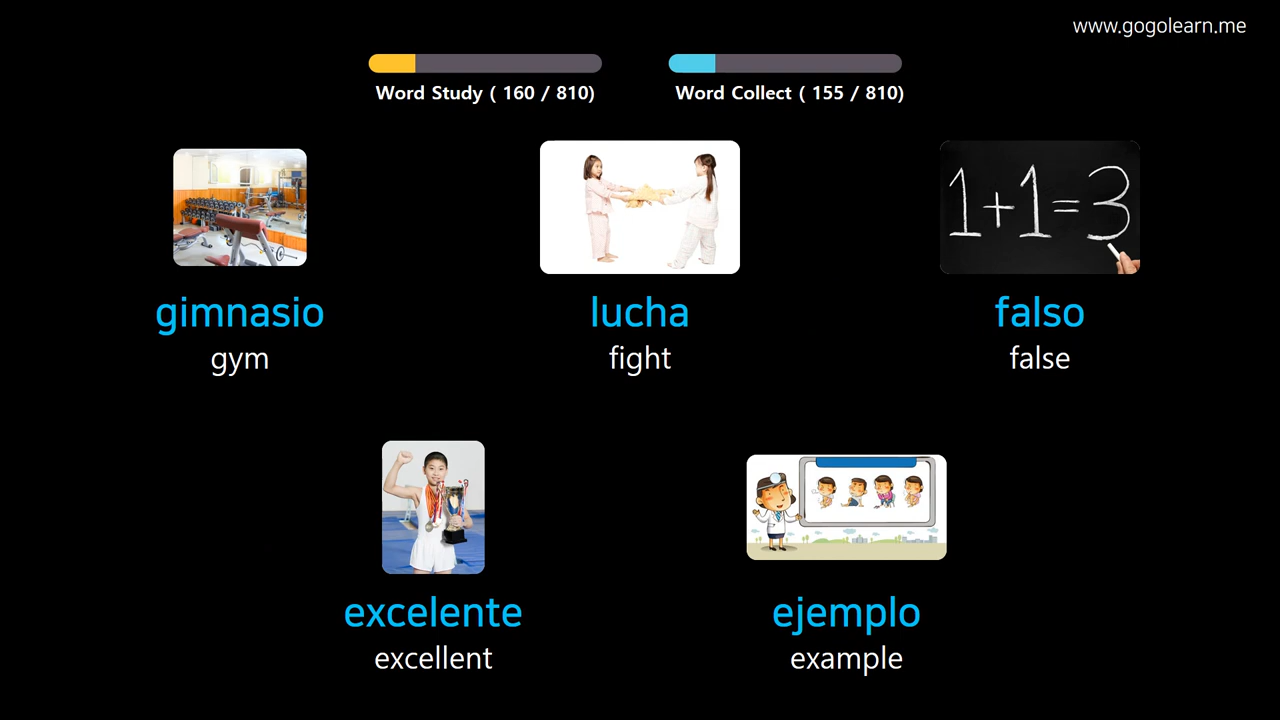 www.gogolearn.me
Word Study ( 160 / 810)
Word Collect ( 155 / 810)
1+1=3
gimnasio
lucha
falso
gym
fight
false
excelente
ejemplo
excellent
example